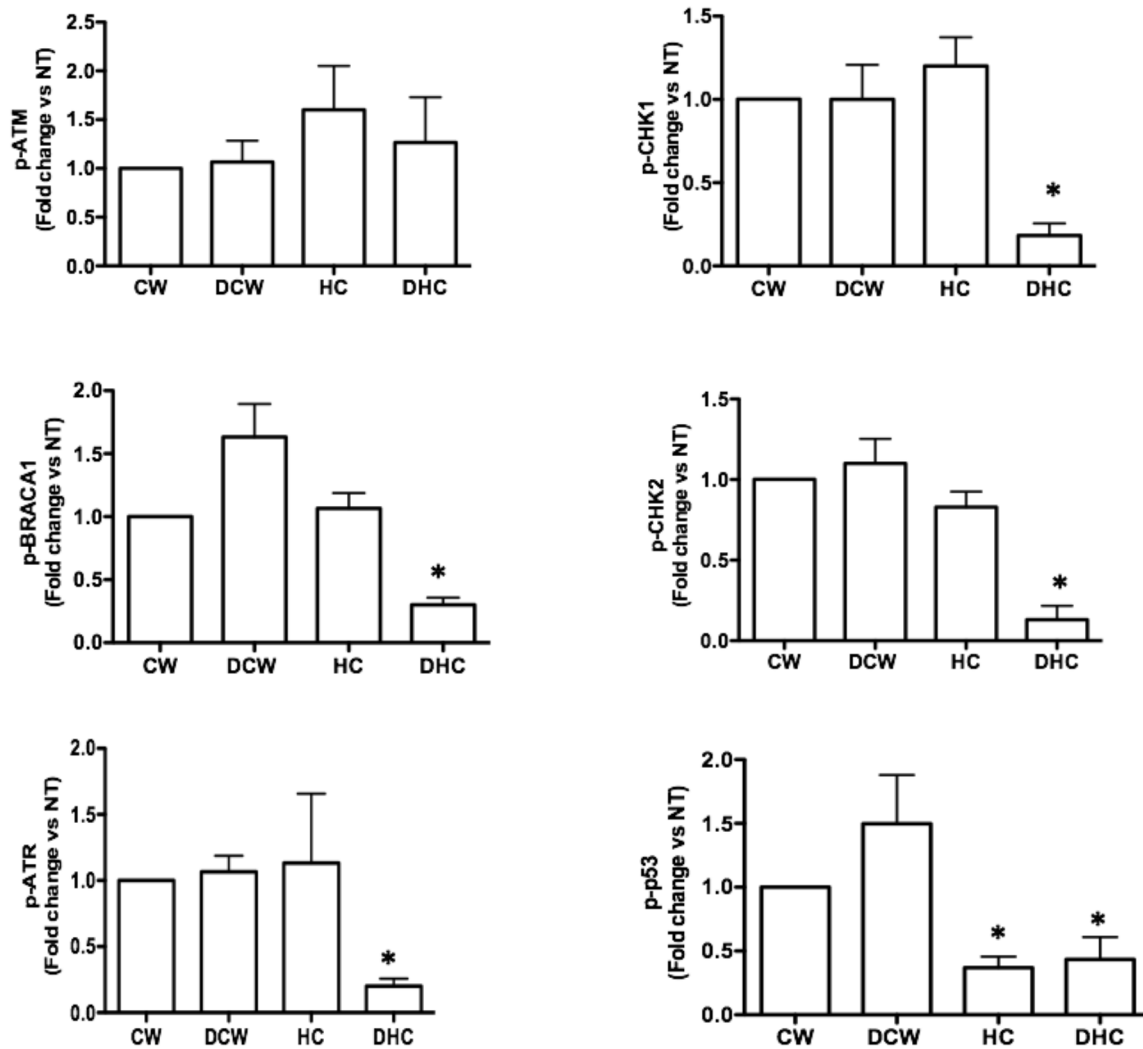 p-ATM
(Fold change vs NT)
2.5
2.0
1.5
1.0
0.5
0.0
CW DCW HC DHC
p-CHK1
(Fold change vs NT)
1.5
1.0
0.5
0.0
*
CW DCW HC DHC
p-BRACA1
(Fold change vs NT)
2.0
1.5
1.0
0.5
0.0
*
CW DCW HC DHC
p-CHK2
(Fold change vs NT)
1.5
1.0
0.5
0.0
*
CW DCW HC DHC
p-ATR
(Fold change vs NT)
2.0
1.5
1.0
0.5
0.0
*
CW DCW HC DHC
p-p53
(Fold change vs NT)
2.0
1.5
1.0
0.5
0.0
* *
CW DCW HC DHC